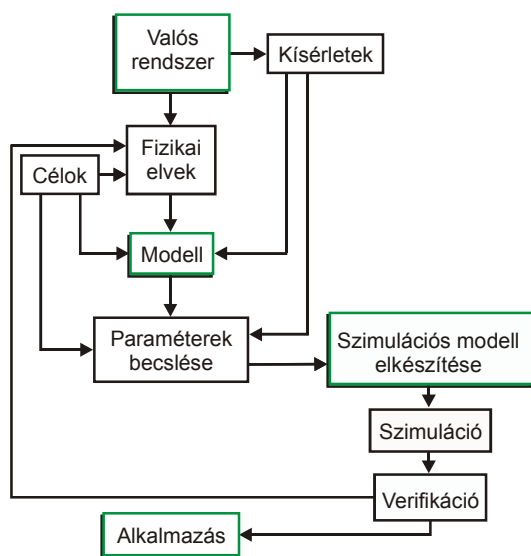 Valós
rendszer
Kísérletek
Fizikai
elvek
Célok
Modell
Paraméterek
becslése
Szimulációs modell
elkészítése
Szimuláció
Verifikáció
Alkalmazás